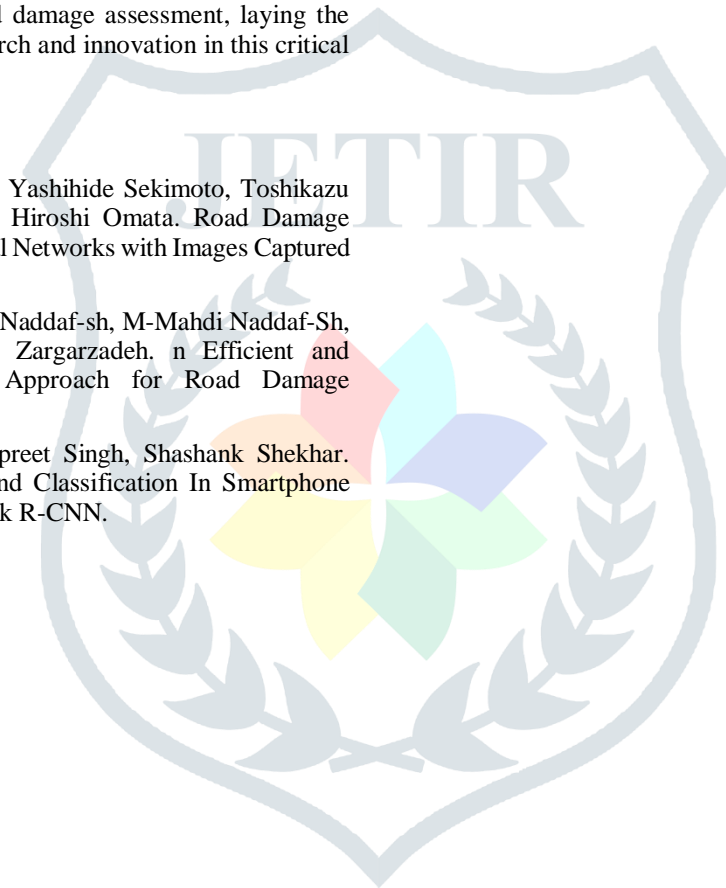 d damage assessment, laying the
rch and innovation in this critical
JETIR
Yashihide Sekimoto, Toshikazu
Hiroshi Omata. Road Damage
l Networks with Images Captured
Naddaf-sh, M-Mahdi Naddaf-Sh,
Zargarzadeh. n Efficient and
Approach for Road Damage
preet Singh, Shashank Shekhar.
nd Classification In Smartphone
k R-CNN.